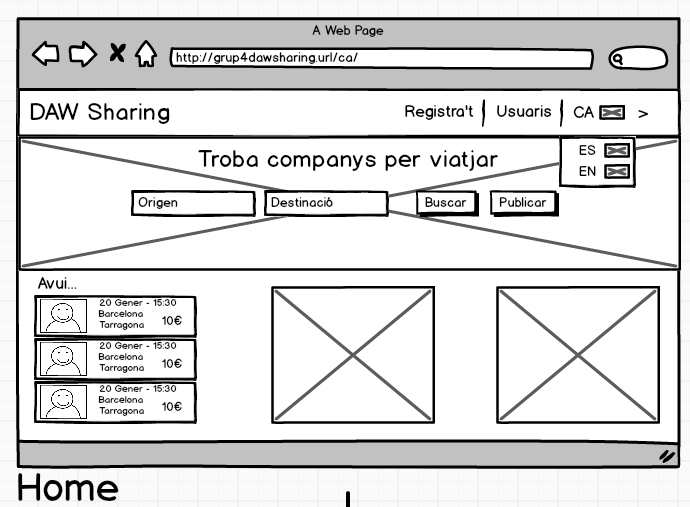 A Web Page
http://grup4dawsharing.url/ca/
DAW Sharing
Registra't
Usuaris
CA
>
ES
EN
Troba companys per viatjar
Origen
Destinació
Buscar
Publicar
Avui...
20 Gener - 15:30
Barcelona
Tarragona
10€
20 Gener - 15:30
Barcelona
Tarragona
10€
20 Gener - 15:30
Barcelona
Tarragona
10€
Home